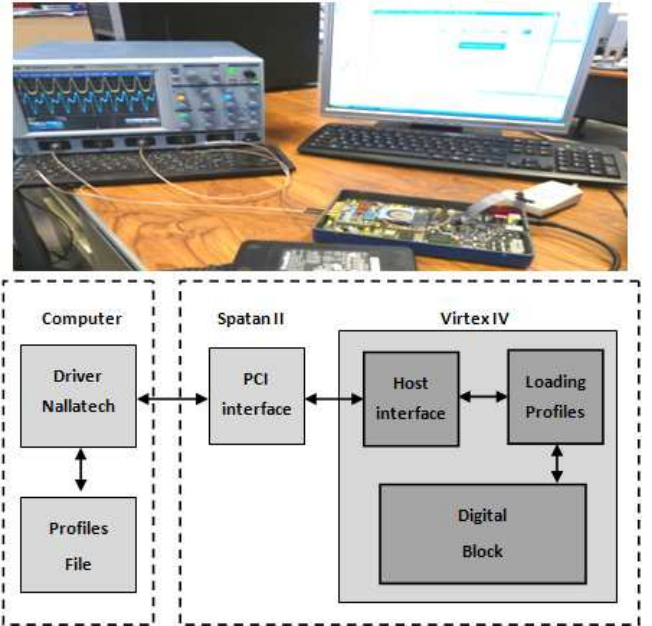 Computer
Spatan II
Virtex IV
Driver
Nallatech
PCI
interface
Host
interface
Loading
Profiles
Profiles
File
Digital
Block